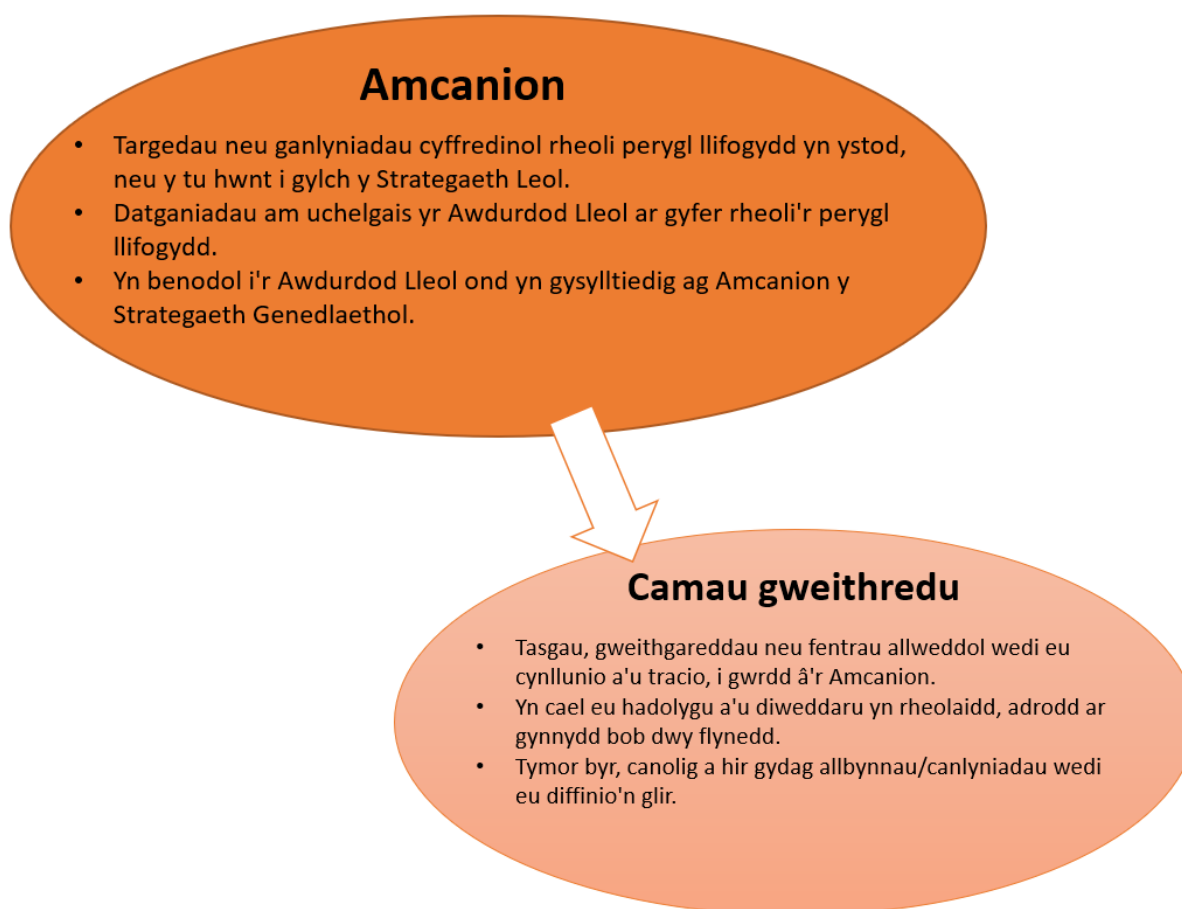 Amcanion
• Targedau neu ganlyniadau cyffredinol rheoli perygl llifogydd yn ystod,
neu y tu hwnt i gylch y Strategaeth Leol.
• Datganiadau am uchelgais yr Awdurdod Lleol ar gyfer rheoli'r perygl
llifogydd.
• Yn benodol i'r Awdurdod Lleol ond yn gysylltiedig ag Amcanion y
Strategaeth Genedlaethol.
Camau gweithredu
• Tasgau, gweithgareddau neu fentrau allweddol wedi eu
cynllunio a'u tracio, i gwrdd â'r Amcanion.
• Yn cael eu hadolygu a'u diweddaru yn rheolaidd, adrodd ar
gynnydd bob dwy flynedd.
• Tymor byr, canolig a hir gydag allbynnau/canlyniadau wedi
eu diffinio'n glir.